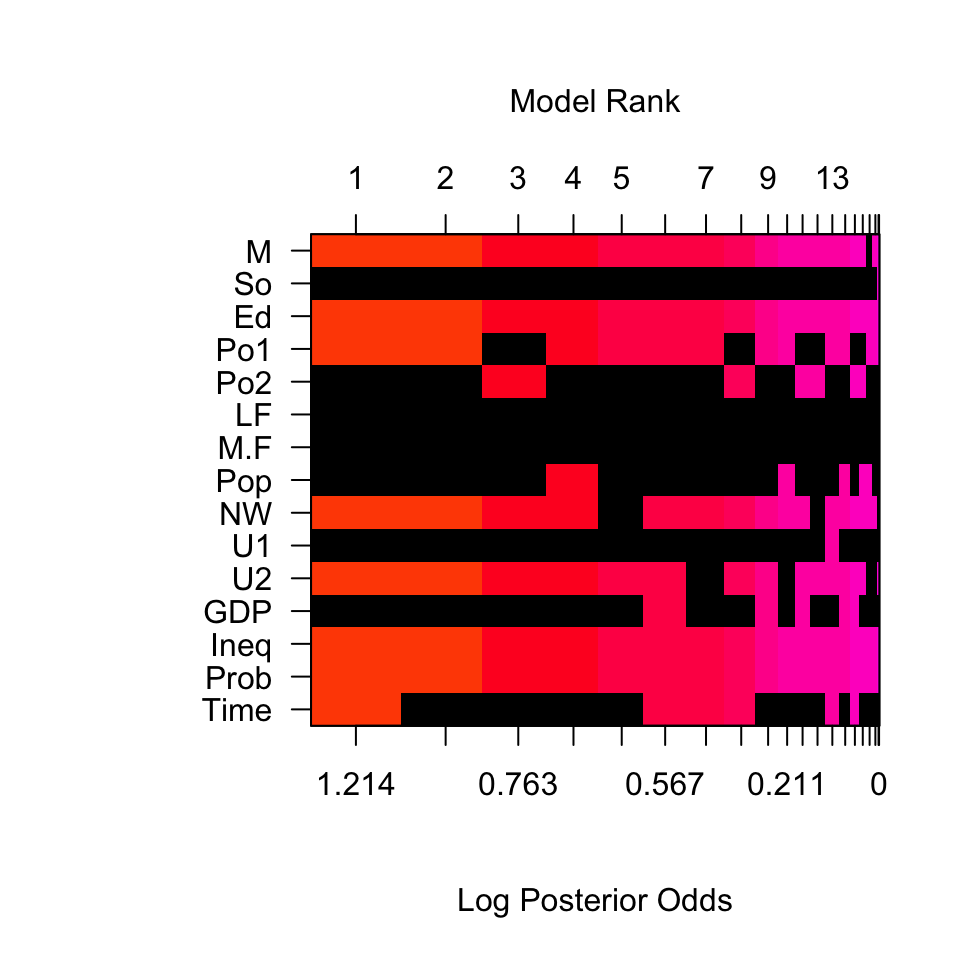 Model Rank
1 2 3 4 5 7 9 13
M
So
Ed
Po1
Po2
LF
M.F
Pop
NW
U1
U2
GDP
Ineq
Prob
Time
1.214 0.763 0.567 0.211 0
Log Posterior Odds